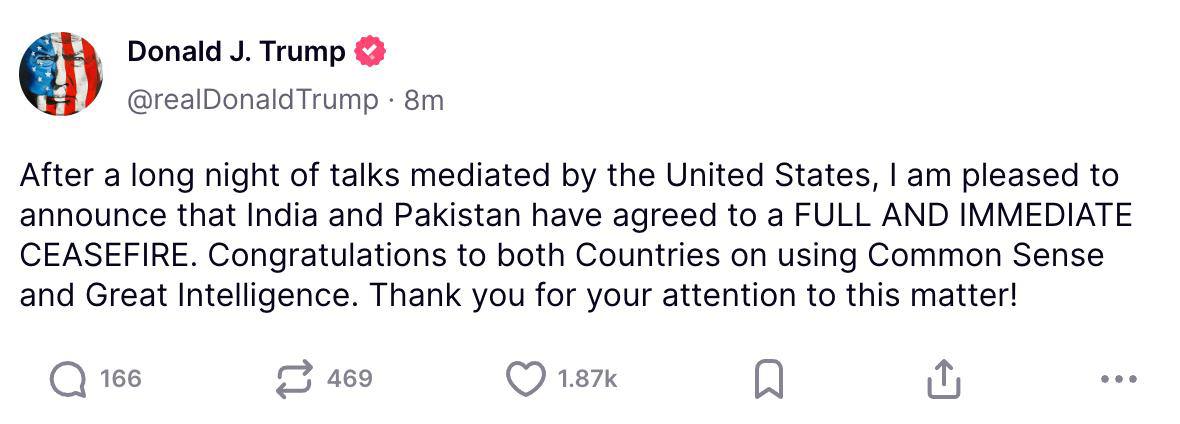 Donald J. Trump
@realDonaldTrump · 8m
After a long night of talks mediated by the United States, I am pleased to
announce that India and Pakistan have agreed to a FULL AND IMMEDIATE
CEASEFIRE. Congratulations to both Countries on using Common Sense
and Great Intelligence. Thank you for your attention to this matter!
166 469 1.87k